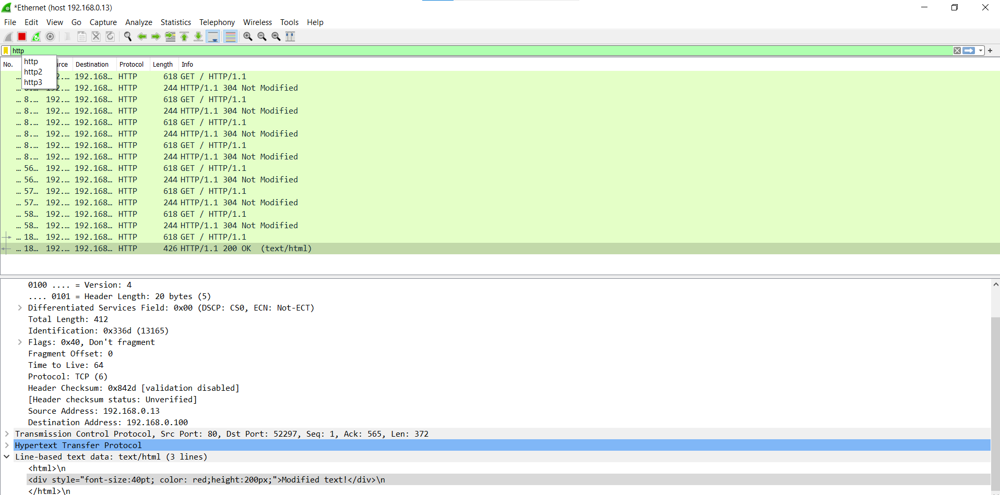 *Ethernet (host 192.168.0.13)
File Edit View Go Capture Analyze Statistics Telephony Wireless Tools Help
http
http
http2
http3
No. urce Destination Protocol Length Info
... 2.... 192.168... HTTP 618 GET / HTTP/1.1
... 192.168... HTTP 244 HTTP/1.1 304 Not Modified
... 8.... 192.... 192.168... HTTP 618 GET / HTTP/1.1
... 8.... 192.... 192.168... HTTP 244 HTTP/1.1 304 Not Modified
... 8.... 192.... 192.168... HTTP 618 GET / HTTP/1.1
... 8.... 192.... 192.168... HTTP 244 HTTP/1.1 304 Not Modified
... 8.... 192.... 192.168... HTTP 618 GET / HTTP/1.1
... 8.... 192.... 192.168... HTTP 244 HTTP/1.1 304 Not Modified
... 56... 192.... 192.168... HTTP 618 GET / HTTP/1.1
... 56... 192.... 192.168... HTTP 244 HTTP/1.1 304 Not Modified
... 57... 192.... 192.168... HTTP 618 GET / HTTP/1.1
... 57... 192.... 192.168... HTTP 244 HTTP/1.1 304 Not Modified
... 58... 192.... 192.168... HTTP 618 GET / HTTP/1.1
... 58... 192.... 192.168... HTTP 244 HTTP/1.1 304 Not Modified
... 18... 192.... 192.168... HTTP 618 GET / HTTP/1.1
... 18... 192.... 192.168... HTTP 426 HTTP/1.1 200 OK (text/html)
0100 .... = Version: 4
.... 0101 = Header Length: 20 bytes (5)
Differentiated Services Field: 0x00 (DSCP: CS0, ECN: Not-ECT)
Total Length: 412
Identification: 0x336d (13165)
Flags: 0x40, Don't fragment
Fragment Offset: 0
Time to Live: 64
Protocol: TCP (6)
Header Checksum: 0x842d [validation disabled]
[Header checksum status: Unverified]
Source Address: 192.168.0.13
Destination Address: 192.168.0.100
Transmission Control Protocol, Src Port: 80, Dst Port: 52297, Seq: 1, Ack: 565, Len: 372
Hypertext Transfer Protocol
Line-based text data: text/html (3 lines)
<html>\n
<div style="font-size:40pt; color: red;height:200px;">Modified text!</div>\n
</html>\n